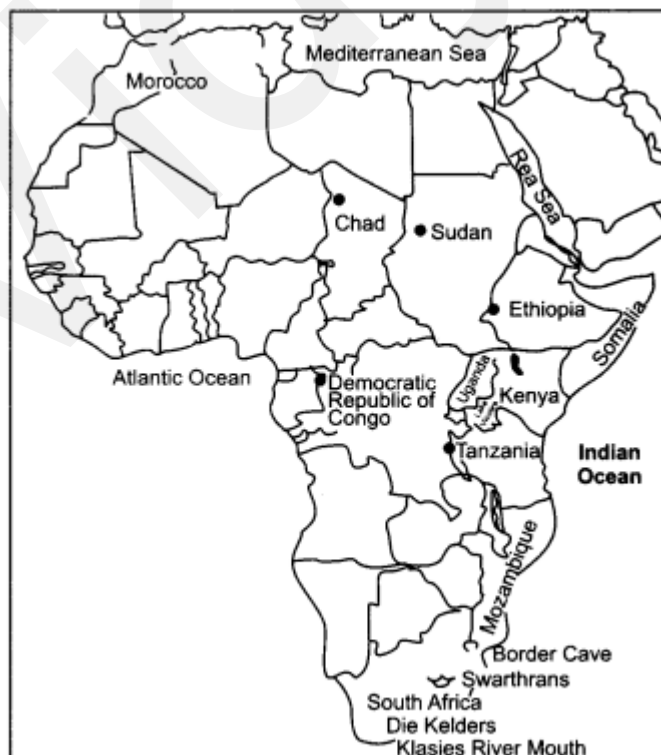 Mediterranean Sea
Morocco
Rea Sea
Chad
Sudan
Ethiopia
Somalia
Atlantic Ocean
Democratic
Republic of
Congo
Uganda
Kenya
Lake
Tanzania
Indian
Ocean
Mozambique
Border Cave
Swarthrans
South Africa
Die Kelders
Klasies River Mouth